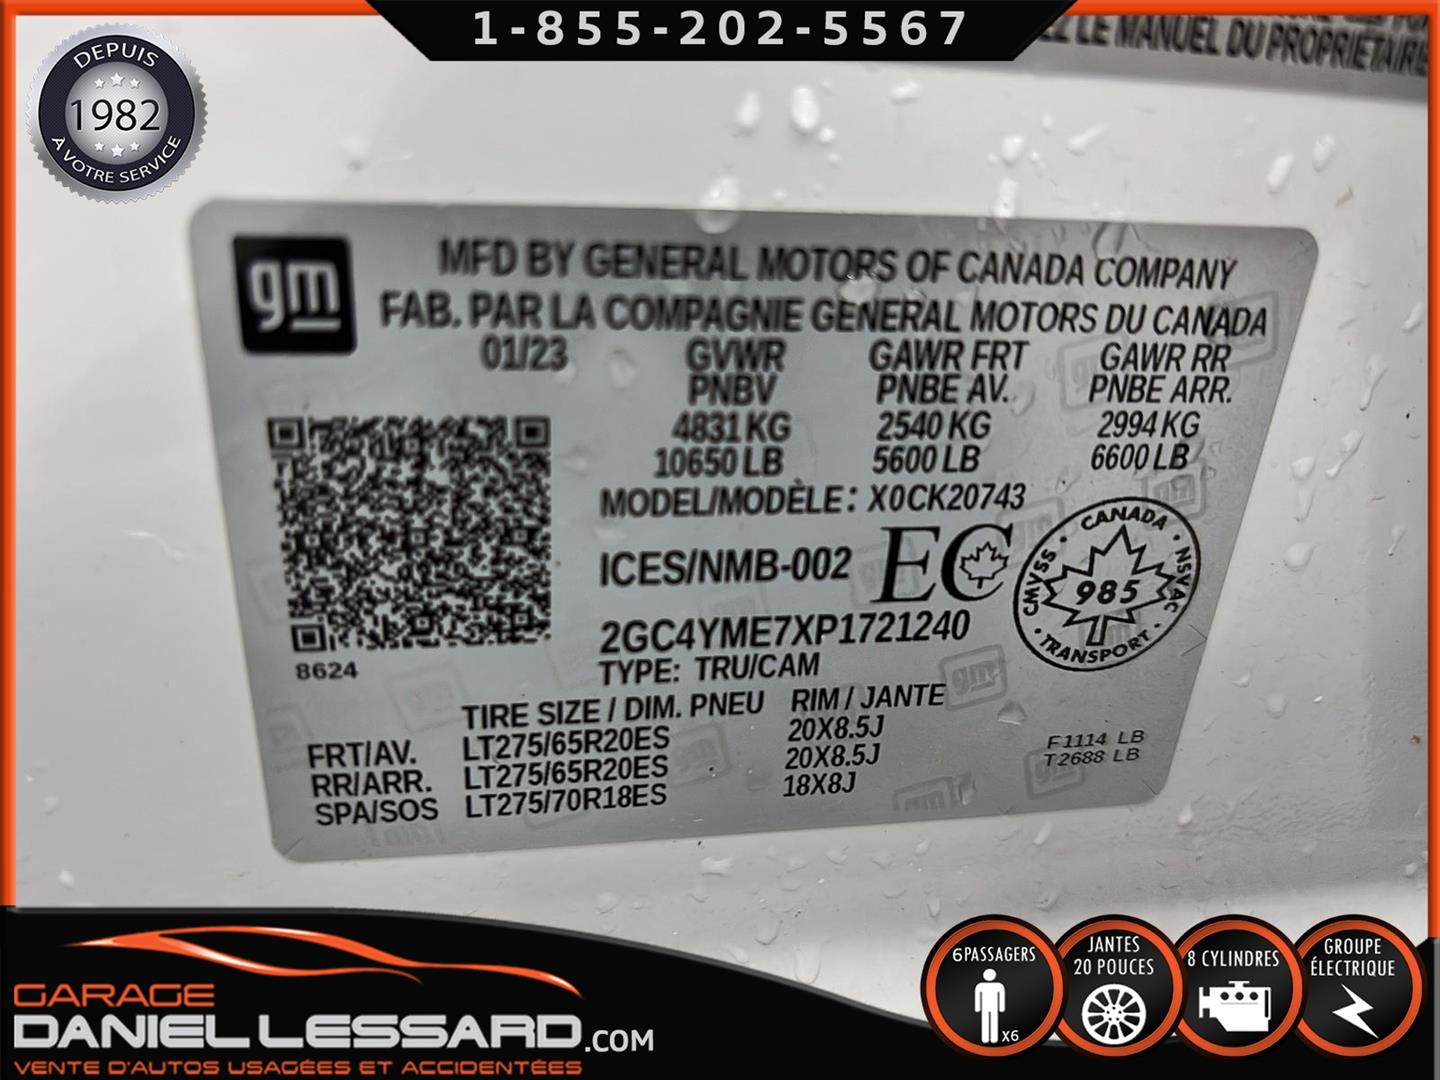 1-855-202-5567
LE MANUEL DU PROPRIÉTAIRE
DEPUIS
1982
À VOTRE SERVICE
gm
MFD BY GENERAL MOTORS OF CANADA COMPANY
FAB. PAR LA COMPAGNIE GENERAL MOTORS DU CANADA
01/23 GVWR GAWR FRT GAWR RR
PNBV PNBE AV. PNBE ARR.
4831 KG 2540 KG 2994 KG
10650 LB 5600 LB 6600 LB
MODEL/MODÈLE: X0CK20743
ICES/NMB-002 EC
CANADA
CMVSS 985 NSVAC
TRANSPORT
2GC4YME7XP1721240
8624
TYPE: TRU/CAM
TIRE SIZE / DIM. PNEU RIM / JANTE
FRT/AV. LT275/65R20ES 20X8.5J
RR/ARR. LT275/65R20ES 20X8.5J
SPA/SOS LT275/70R18ES 18X8J
F1114 LB
T2688 LB
GARAGE
DANIEL LESSARD.COM
VENTE D'AUTOS USAGÉES ET ACCIDENTÉES
6 PASSAGERS
X6
JANTES
20 POUCES
8 CYLINDRES
GROUPE
ÉLECTRIQUE